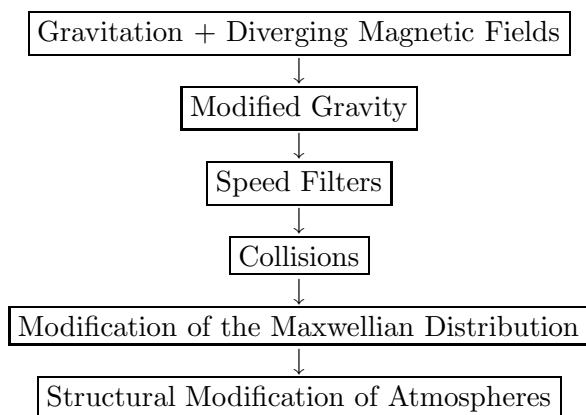 Gravitation + Diverging Magnetic Fields
↓
Modified Gravity
↓
Speed Filters
↓
Collisions
↓
Modification of the Maxwellian Distribution
↓
Structural Modification of Atmospheres